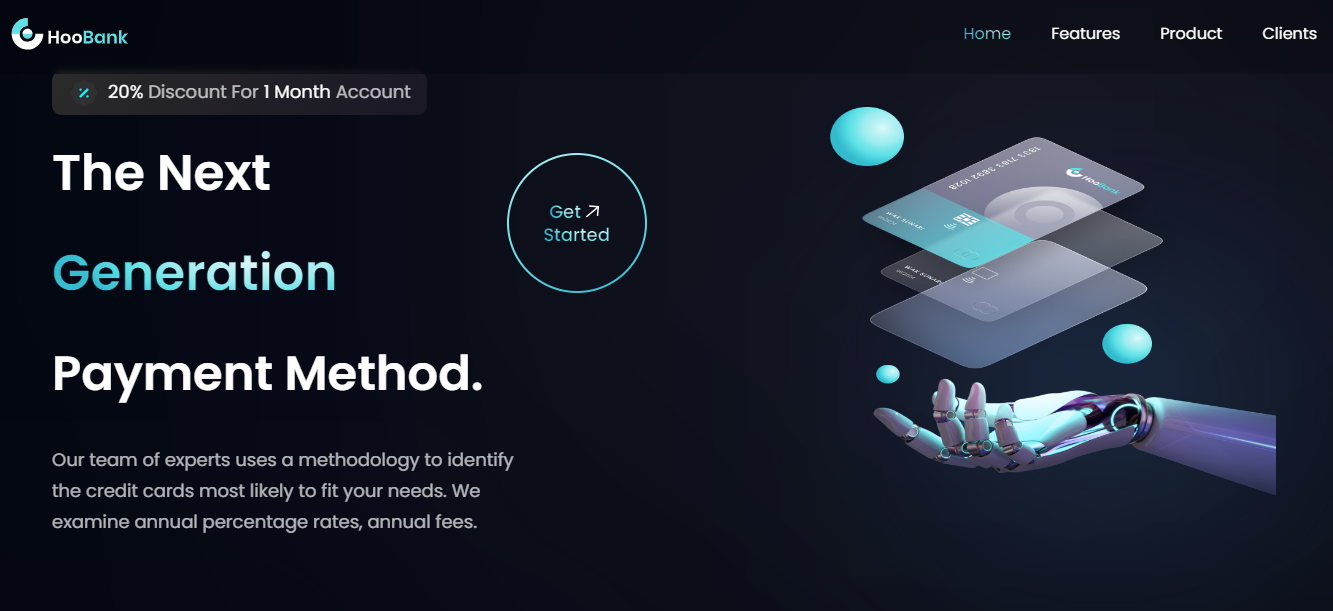 HooBank
Home
Features
Product
Clients
20% Discount For 1 Month Account
The Next
Generation
Payment Method.
Get
Started
Our team of experts uses a methodology to identify
the credit cards most likely to fit your needs. We
examine annual percentage rates, annual fees.
HooBank